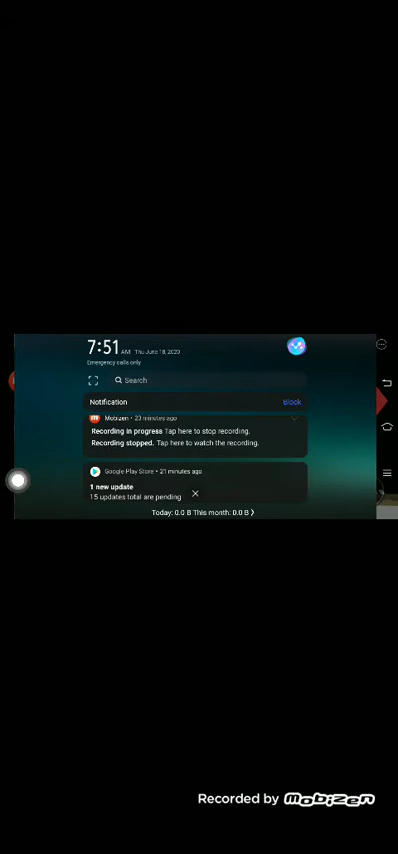 7:51 AM Thu June 18, 2020
Emergency calls only
Search
Notification Block
Mobizen • 23 minutes ago
Recording in progress Tap here to stop recording.
Recording stopped. Tap here to watch the recording.
Google Play Store • 21 minutes ago
1 new update
15 updates total are pending
Today: 0.0 B This month: 0.0 B
Recorded by Mobizen